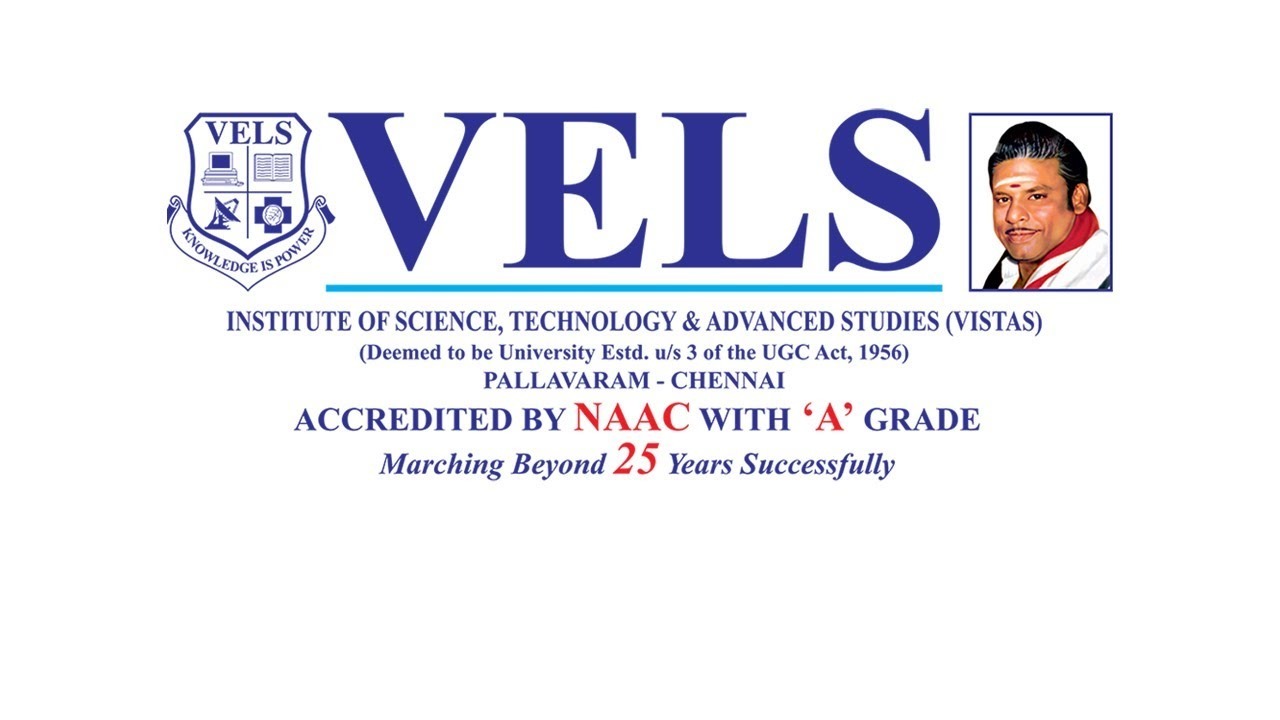 VELS
KNOWLEDGE IS POWER
VELS
INSTITUTE OF SCIENCE, TECHNOLOGY & ADVANCED STUDIES (VISTAS)
(Deemed to be University Estd. u/s 3 of the UGC Act, 1956)
PALLAVARAM - CHENNAI
ACCREDITED BY NAAC WITH ‘A’ GRADE
Marching Beyond 25 Years Successfully